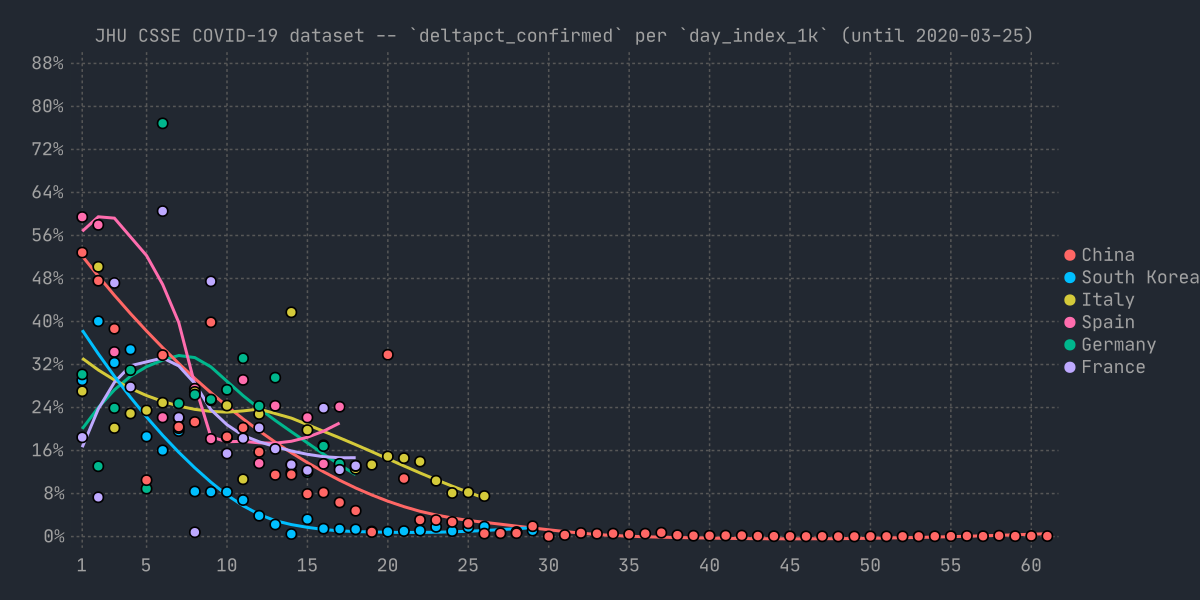 JHU CSSE COVID-19 dataset -- `deltapct_confirmed` per `day_index_1k` (until 2020-03-25)
88%
80%
72%
64%
56%
48%
40%
32%
24%
16%
8%
0%
1 5 10 15 20 25 30 35 40 45 50 55 60
China
South Korea
Italy
Spain
Germany
France